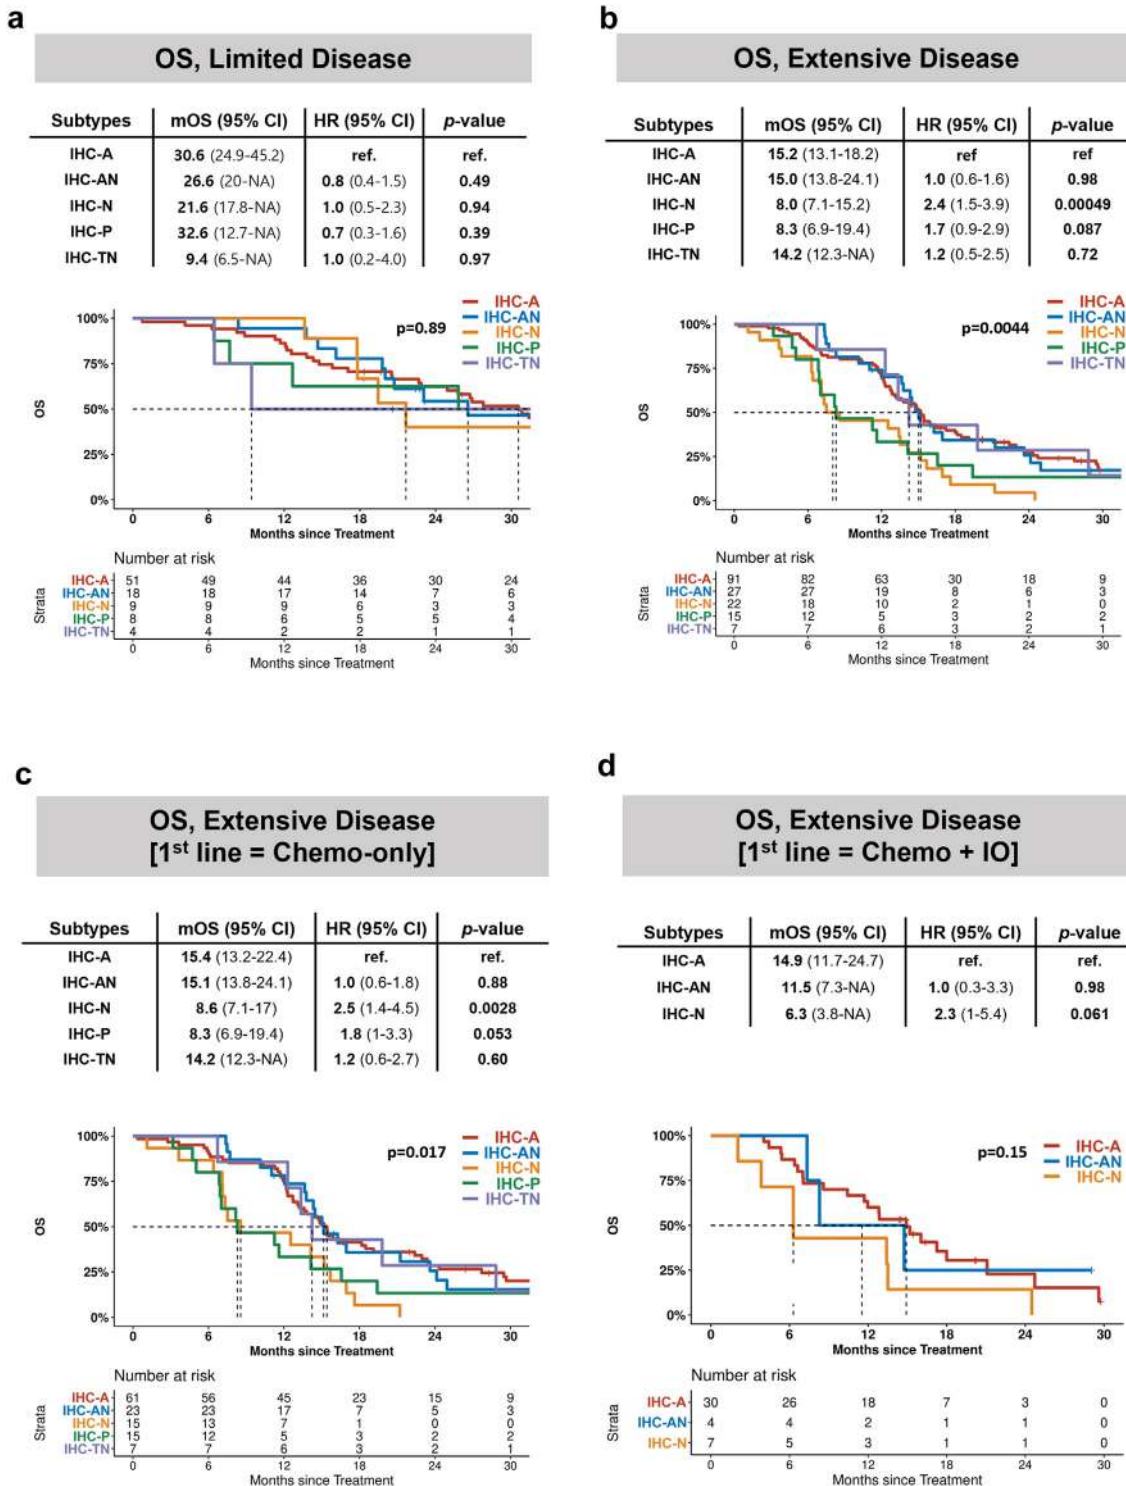 a
OS, Limited Disease
Subtypes mOS (95% CI) HR (95% CI) p-value
IHC-A 30.6 (24.9-45.2) ref. ref.
IHC-AN 26.6 (20-NA) 0.8 (0.4-1.5) 0.49
IHC-N 21.6 (17.8-NA) 1.0 (0.5-2.3) 0.94
IHC-P 32.6 (12.7-NA) 0.7 (0.3-1.6) 0.39
IHC-TN 9.4 (6.5-NA) 1.0 (0.2-4.0) 0.97
IHC-A
IHC-AN
IHC-N
IHC-P
IHC-TN
p=0.89
OS
100%
75%
50%
25%
0%
0 6 12 18 24 30
Months since Treatment
Number at risk
Strata
IHC-A 51 49 44 36 30 24
IHC-AN 18 18 17 14 7 6
IHC-N 9 9 9 6 3 3
IHC-P 8 8 6 5 5 4
IHC-TN 4 4 2 2 1 1
0 6 12 18 24 30
Months since Treatment
b
OS, Extensive Disease
Subtypes mOS (95% CI) HR (95% CI) p-value
IHC-A 15.2 (13.1-18.2) ref ref
IHC-AN 15.0 (13.8-24.1) 1.0 (0.6-1.6) 0.98
IHC-N 8.0 (7.1-15.2) 2.4 (1.5-3.9) 0.00049
IHC-P 8.3 (6.9-19.4) 1.7 (0.9-2.9) 0.087
IHC-TN 14.2 (12.3-NA) 1.2 (0.5-2.5) 0.72
IHC-A
IHC-AN
IHC-N
IHC-P
IHC-TN
p=0.0044
OS
100%
75%
50%
25%
0%
0 6 12 18 24 30
Months since Treatment
Number at risk
Strata
IHC-A 91 82 63 30 18 9
IHC-AN 27 27 19 8 6 3
IHC-N 22 18 10 2 1 0
IHC-P 15 12 5 3 2 2
IHC-TN 7 7 6 3 2 1
0 6 12 18 24 30
Months since Treatment
c
OS, Extensive Disease
[1st line = Chemo-only]
Subtypes mOS (95% CI) HR (95% CI) p-value
IHC-A 15.4 (13.2-22.4) ref. ref.
IHC-AN 15.1 (13.8-24.1) 1.0 (0.6-1.8) 0.88
IHC-N 8.6 (7.1-17) 2.5 (1.4-4.5) 0.0028
IHC-P 8.3 (6.9-19.4) 1.8 (1-3.3) 0.053
IHC-TN 14.2 (12.3-NA) 1.2 (0.6-2.7) 0.60
IHC-A
IHC-AN
IHC-N
IHC-P
IHC-TN
p=0.017
OS
100%
75%
50%
25%
0%
0 6 12 18 24 30
Months since Treatment
Number at risk
Strata
IHC-A 61 56 45 23 15 9
IHC-AN 23 23 17 7 5 3
IHC-N 15 13 7 1 0 0
IHC-P 15 12 5 3 2 2
IHC-TN 7 7 6 3 2 1
0 6 12 18 24 30
Months since Treatment
d
OS, Extensive Disease
[1st line = Chemo + IO]
Subtypes mOS (95% CI) HR (95% CI) p-value
IHC-A 14.9 (11.7-24.7) ref. ref.
IHC-AN 11.5 (7.3-NA) 1.0 (0.3-3.3) 0.98
IHC-N 6.3 (3.8-NA) 2.3 (1-5.4) 0.061
IHC-A
IHC-AN
IHC-N
p=0.15
OS
100%
75%
50%
25%
0%
0 6 12 18 24 30
Months since Treatment
Number at risk
Strata
IHC-A 30 26 18 7 3 0
IHC-AN 4 4 2 1 1 0
IHC-N 7 5 3 1 1 0
0 6 12 18 24 30
Months since Treatment